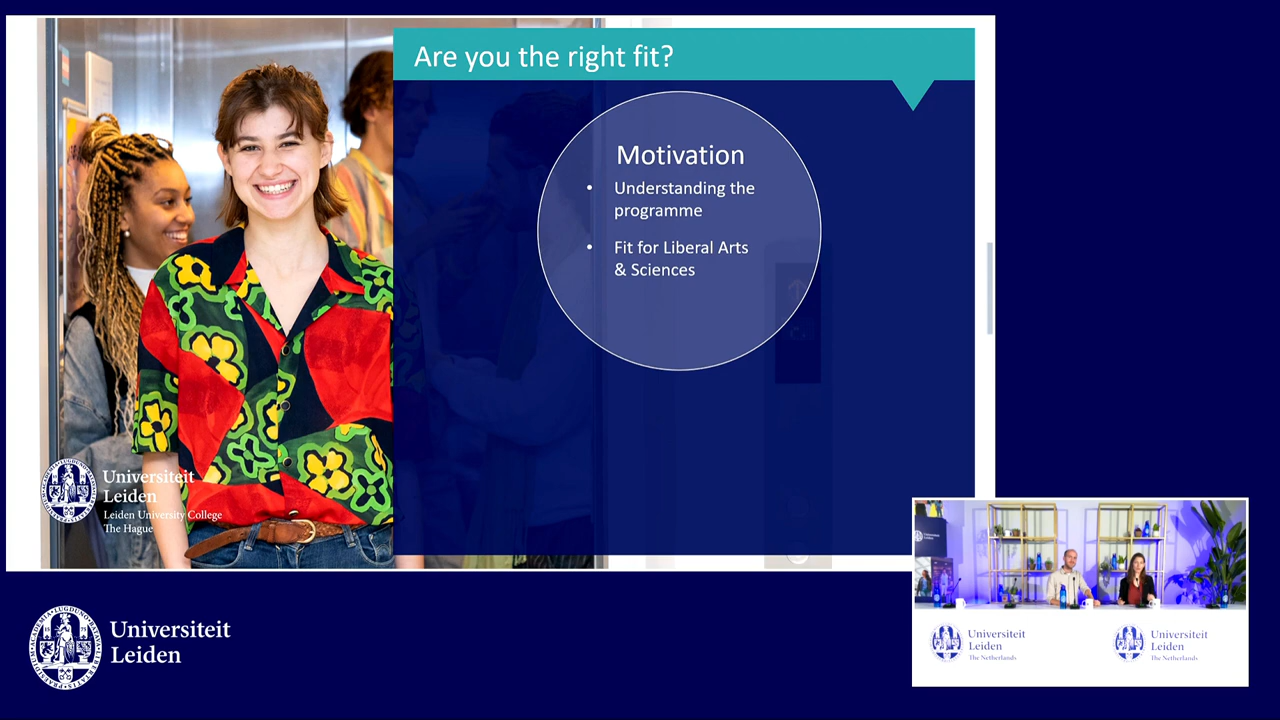 Are you the right fit?
Motivation
• Understanding the
programme
• Fit for Liberal Arts
& Sciences
Universiteit
Leiden
Leiden University College
The Hague
Universiteit
Leiden
Universiteit
Leiden
The Netherlands
Universiteit
Leiden
The Netherlands